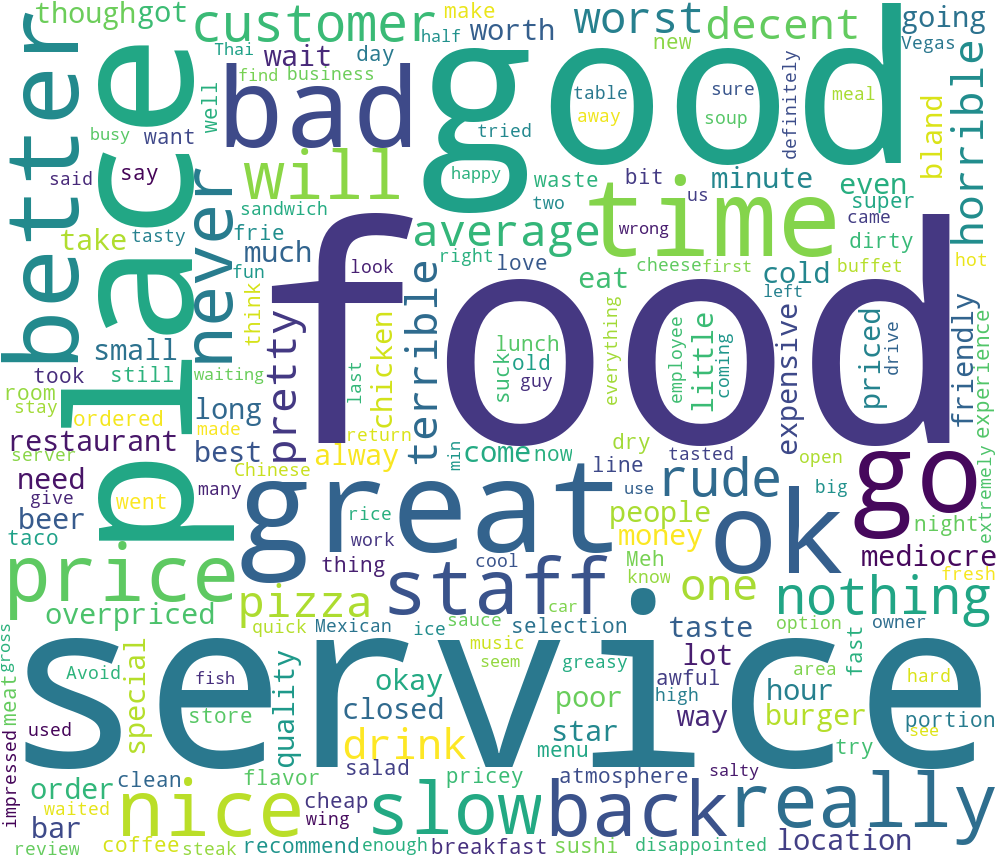 though
got
customer
make
half
worth
worst
decent
going
Vegas
Thai
wait
day
new
find
business
bad
good
table
away
sure
soup
meal
definitely
bland
horrible
better
place
busy
want
well
tried
happy
said
say
never
will
waste
two
bit
us
minute
even
super
came
sandwich
frie
take
tasty
much
average
time
wrong
dirty
right
love
fun
look
eat
cheese
first
cold
left
buffet
hot
think
pretty
food
terrible
chicken
small
still
took
waiting
room
stay
ordered
made
long
last
lunch
suck
old
guy
everything
employee
little
coming
expensive
priced
drive
friendly
experience
extremely
restaurant
server
best
Chinese
alway
return
min
come
now
dry
line
tasted
open
need
give
went
many
great
use
rude
big
go
beer
taco
rice
work
thing
people
money
Meh
know
ok
night
mediocre
fresh
price
staff
cool
car
one
nothing
overpriced
pizza
quick
Mexican
ice
sauce
selection
taste
option
owner
gross
music
seem
greasy
lot
area
fast
service
Avoid
special
fish
quality
okay
awful
high
way
hour
hard
meat
impressed
used
store
closed
poor
star
burger
portion
see
drink
menu
try
order
clean
flavor
salad
pricey
atmosphere
salty
waited
nice
cheap
wing
slow
back
really
bar
review
coffee
steak
recommend
enough
breakfast
sushi
disappointed
location